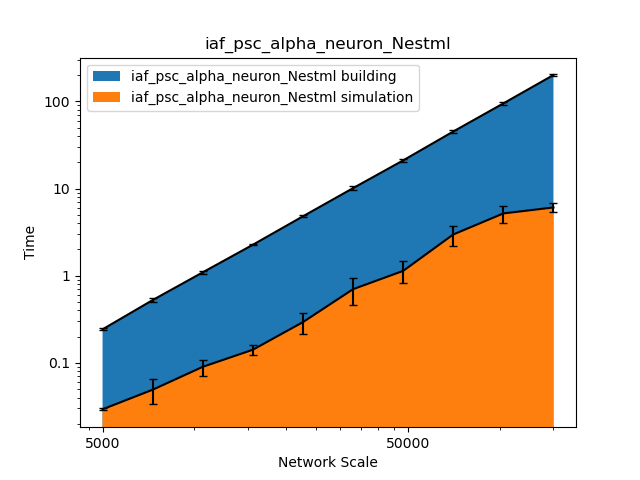 iaf_psc_alpha_neuron_Nestml
iaf_psc_alpha_neuron_Nestml building
iaf_psc_alpha_neuron_Nestml simulation
100
10
1
0.1
Time
5000
50000
Network Scale